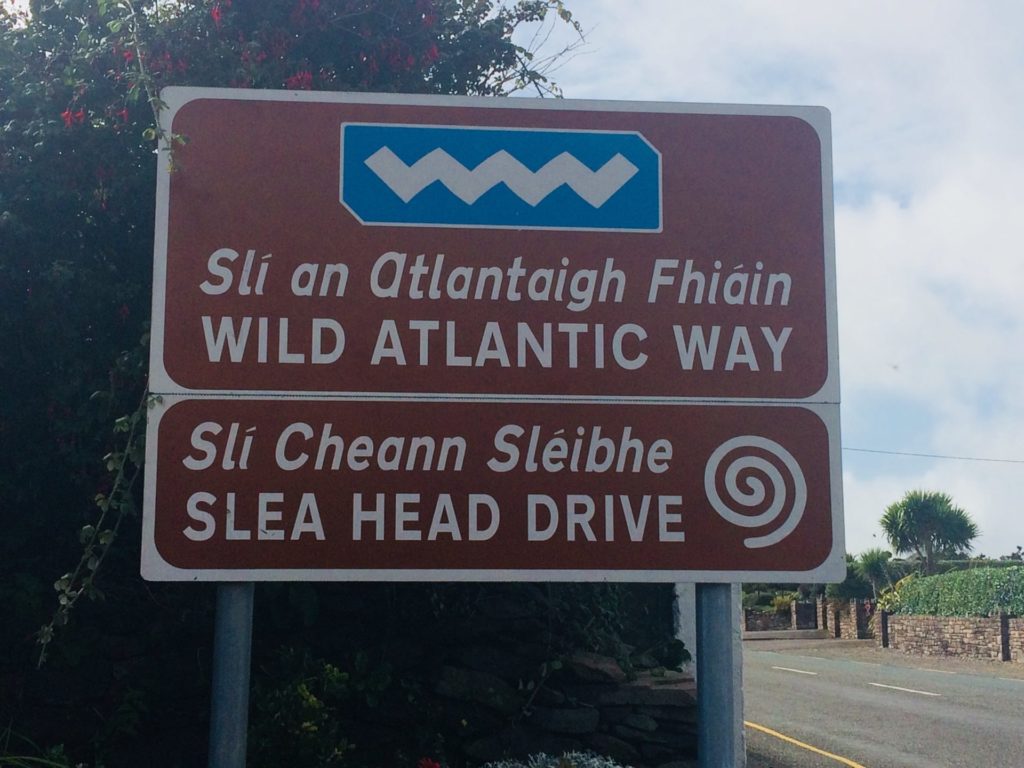 Slí an Atlantaigh Fhiáin
WILD ATLANTIC WAY
Slí Cheann Sléibhe
SLEA HEAD DRIVE